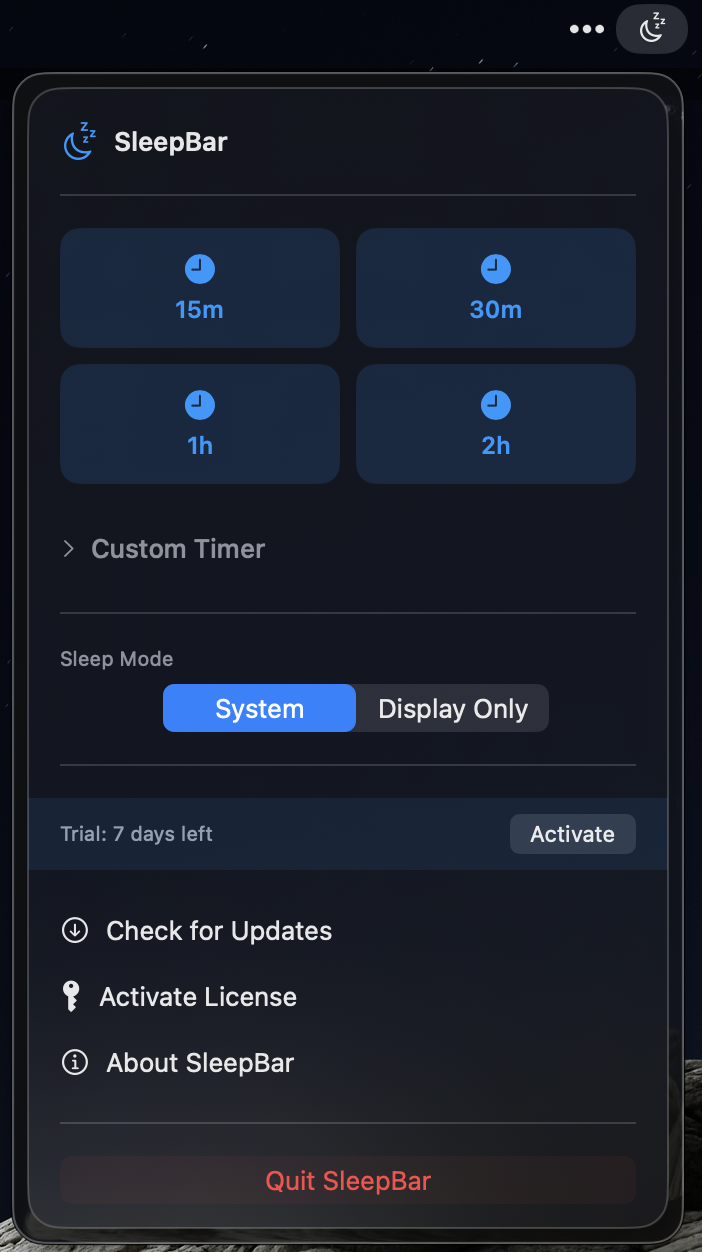 SleepBar
15m
30m
1h
2h
Custom Timer
Sleep Mode
System
Display Only
Trial: 7 days left
Activate
Check for Updates
Activate License
About SleepBar
Quit SleepBar